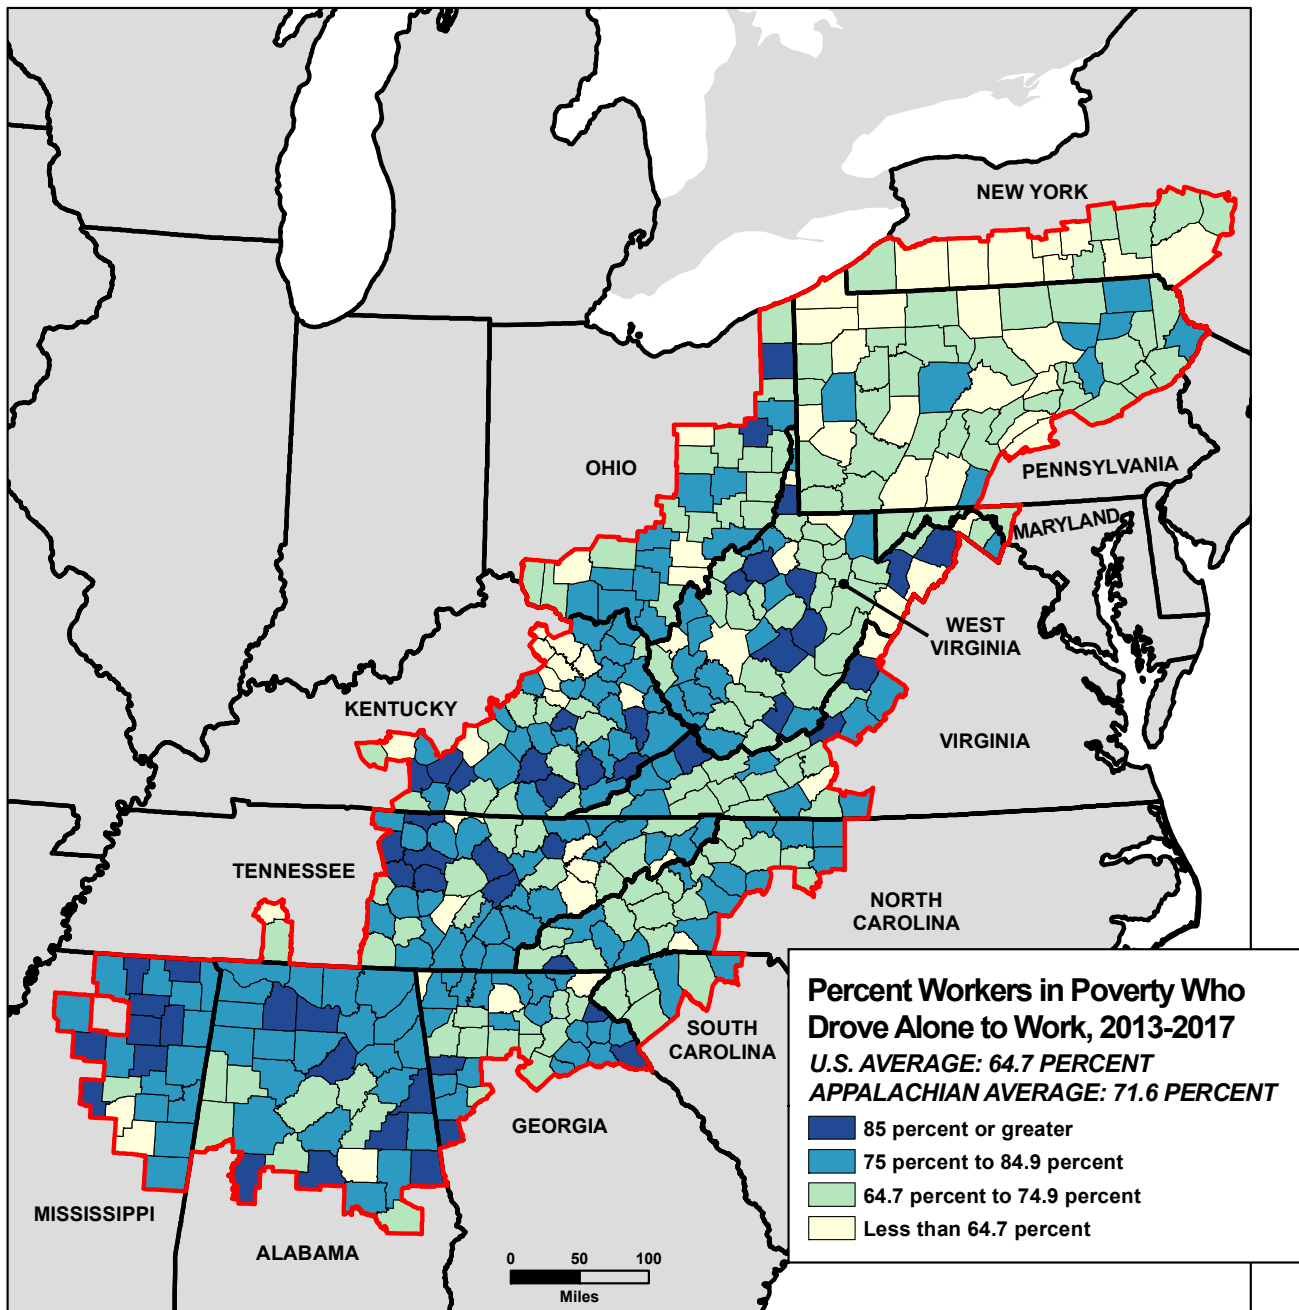 NEW YORK
OHIO
PENNSYLVANIA
MARYLAND
WEST
VIRGINIA
KENTUCKY
VIRGINIA
TENNESSEE
NORTH
CAROLINA
SOUTH
CAROLINA
GEORGIA
MISSISSIPPI
ALABAMA
Percent Workers in Poverty Who
Drove Alone to Work, 2013-2017
U.S. AVERAGE: 64.7 PERCENT
APPALACHIAN AVERAGE: 71.6 PERCENT
85 percent or greater
75 percent to 84.9 percent
64.7 percent to 74.9 percent
Less than 64.7 percent
0 50 100
Miles